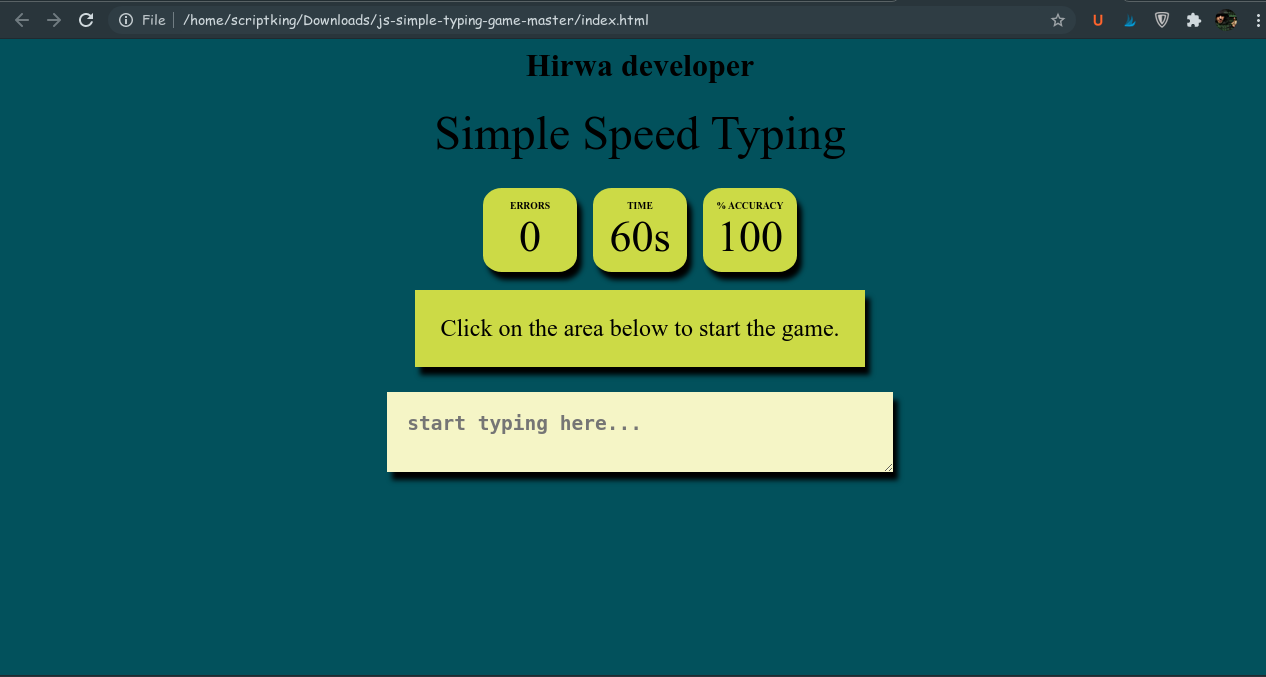 File /home/scriptking/Downloads/js-simple-typing-game-master/index.html
U
Hirwa developer
Simple Speed Typing
ERRORS TIME % ACCURACY
0 60s 100
Click on the area below to start the game.
start typing here...